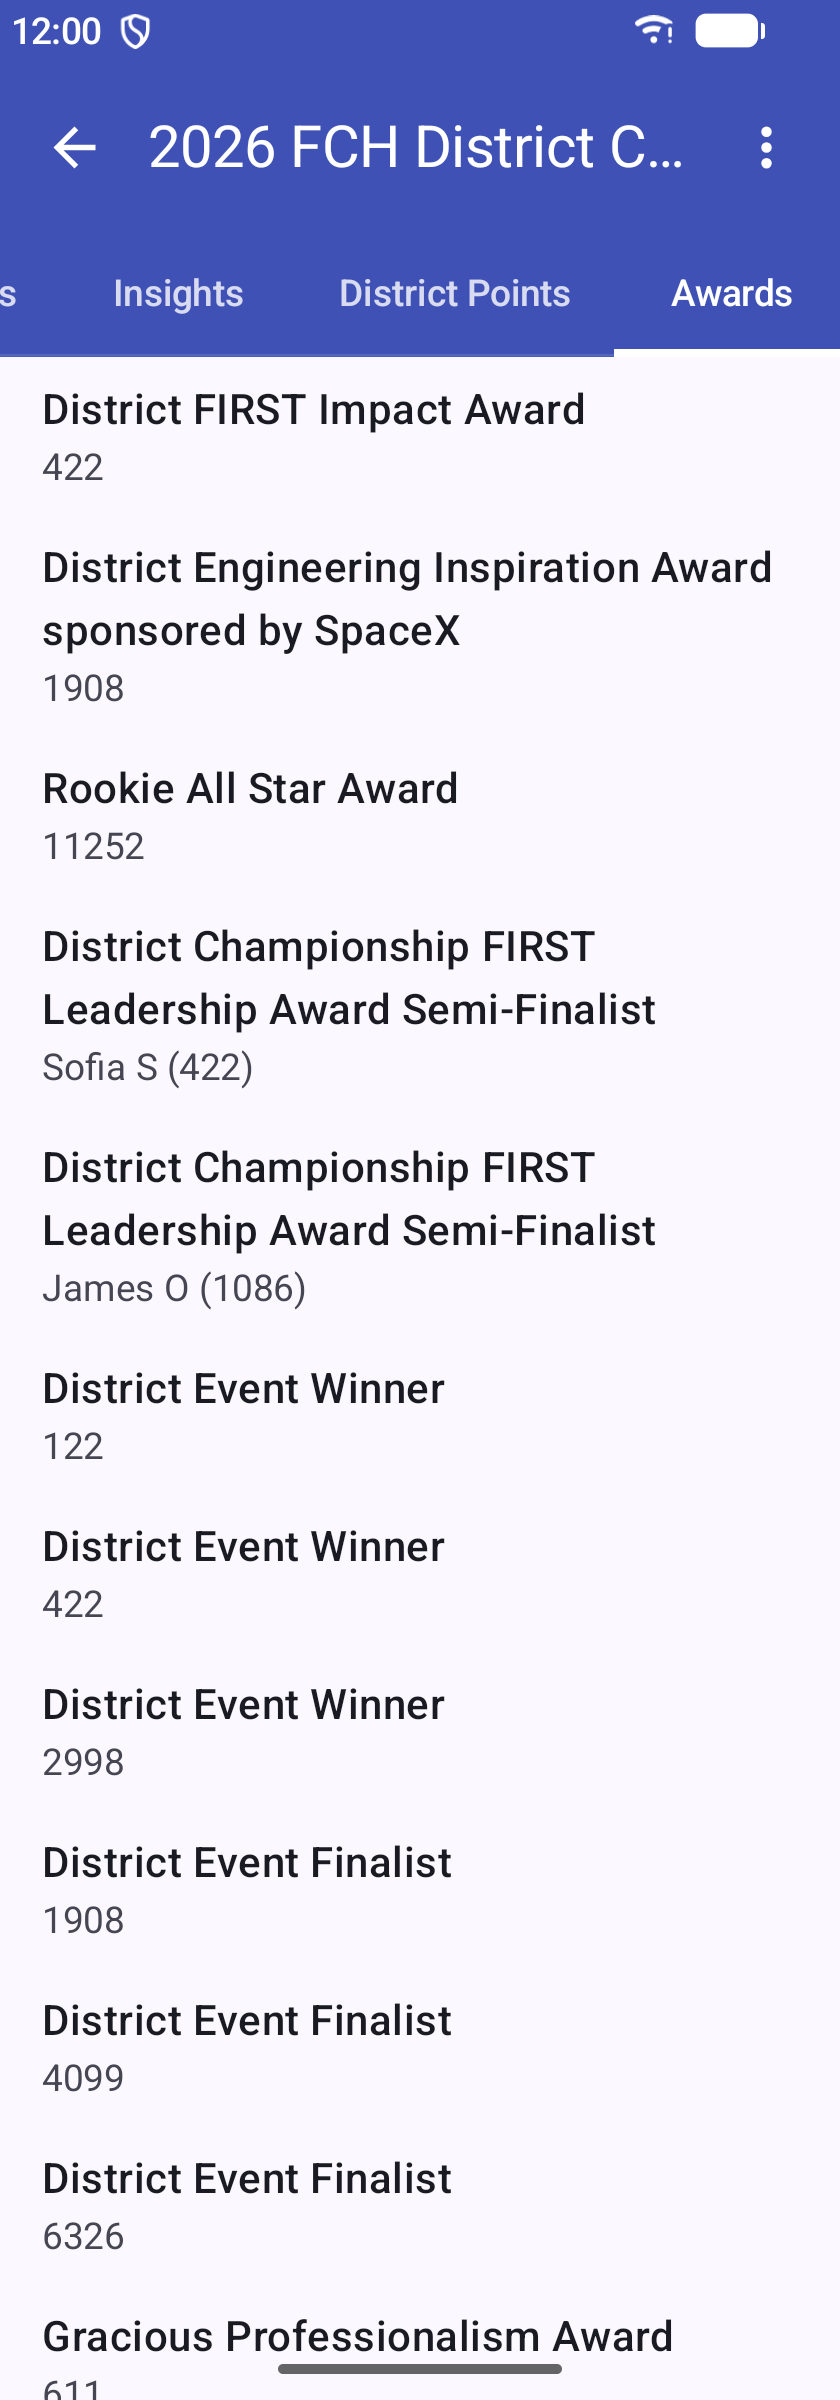 12:00
2026 FCH District C...
s Insights District Points Awards
District FIRST Impact Award
422
District Engineering Inspiration Award
sponsored by SpaceX
1908
Rookie All Star Award
11252
District Championship FIRST
Leadership Award Semi-Finalist
Sofia S (422)
District Championship FIRST
Leadership Award Semi-Finalist
James O (1086)
District Event Winner
122
District Event Winner
422
District Event Winner
2998
District Event Finalist
1908
District Event Finalist
4099
District Event Finalist
6326
Gracious Professionalism Award
611